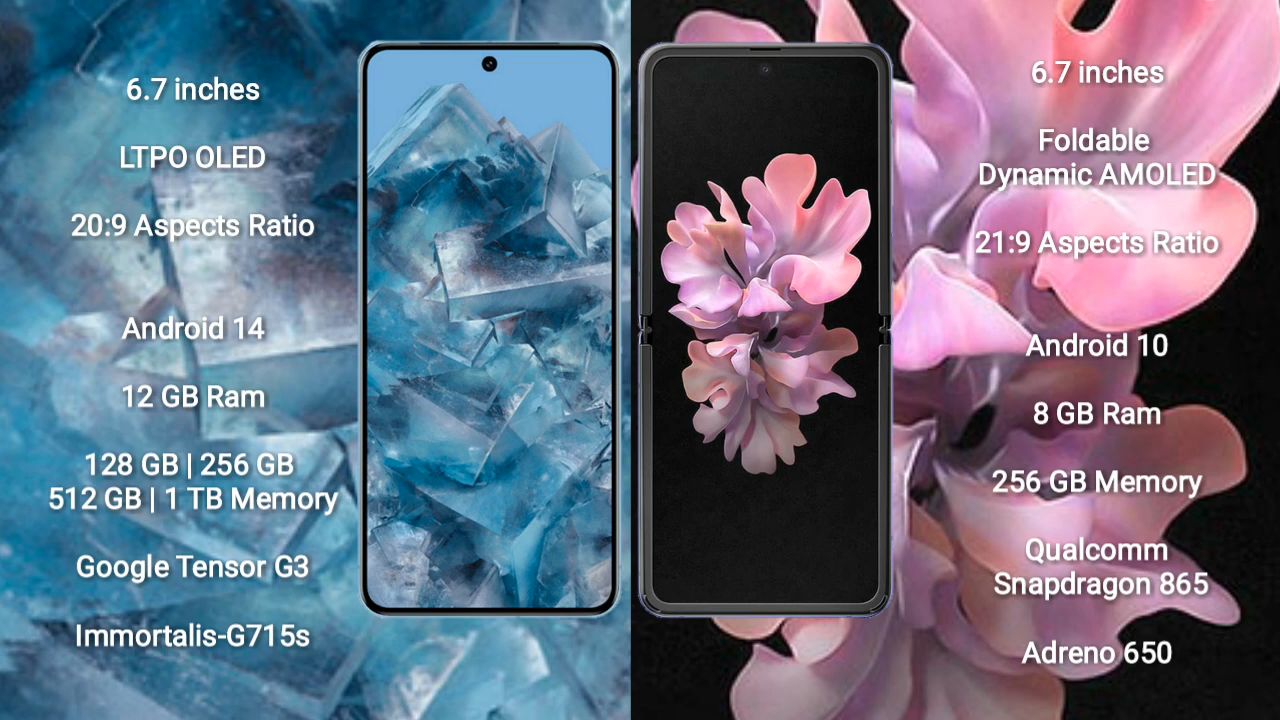 6.7 inches
LTPO OLED
20:9 Aspects Ratio
Android 14
12 GB Ram
128 GB | 256 GB
512 GB | 1 TB Memory
Google Tensor G3
Immortalis-G715s
6.7 inches
Foldable
Dynamic AMOLED
21:9 Aspects Ratio
Android 10
8 GB Ram
256 GB Memory
Qualcomm
Snapdragon 865
Adreno 650